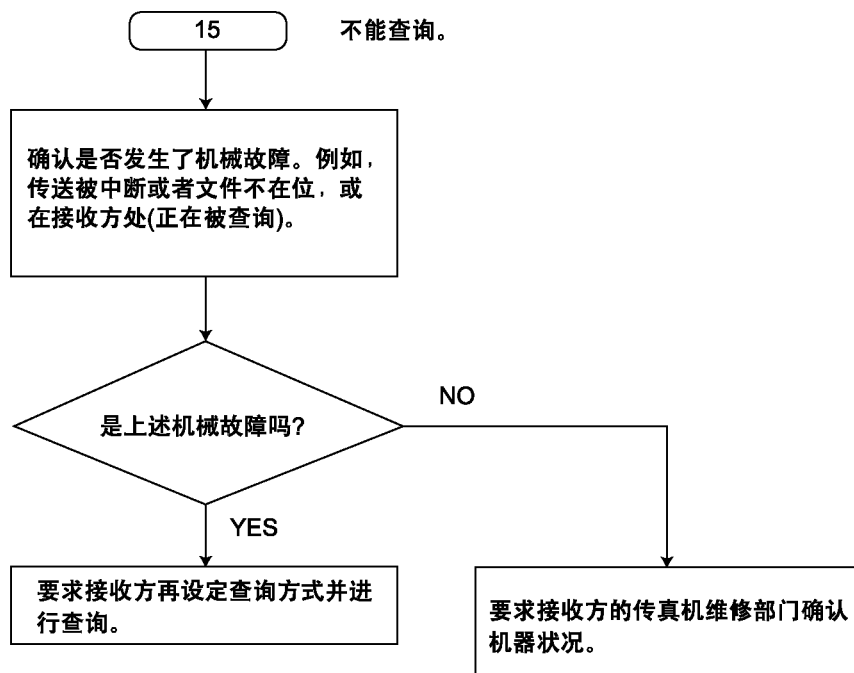 15
不能查询。
确认是否发生了机械故障。例如，
传送被中断或者文件不在位，或
在接收方处(正在被查询)。
是上述机械故障吗?
NO
YES
要求接收方再设定查询方式并进
行查询。
要求接收方的传真机维修部门确认
机器状况。